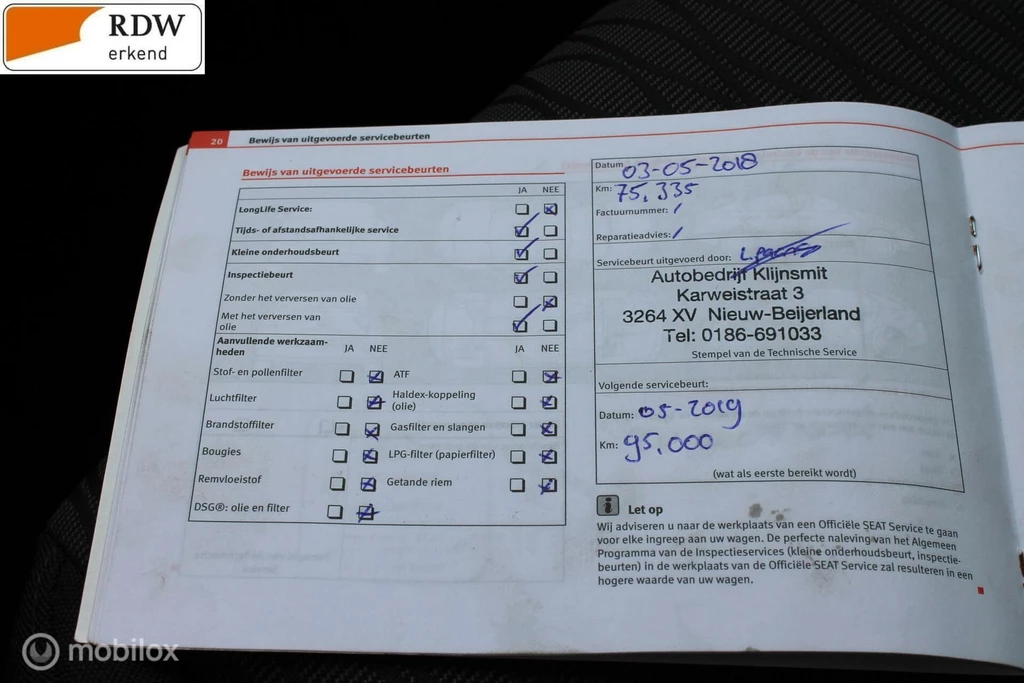 RDW
erkend
20 Bewijs van uitgevoerde servicebeurten
Bewijs van uitgevoerde servicebeurten
JA NEE
LongLife Service:
Tijds- of afstandsafhankelijke service
Kleine onderhoudsbeurt
Inspectiebeurt
Zonder het verversen van olie
Met het verversen van
olie
Aanvullende werkzaam-
heden
JA NEE JA NEE
Stof- en pollenfilter ATF
Luchtfilter Haldex-koppeling
(olie)
Brandstoffilter Gasfilter en slangen
Bougies LPG-filter (papierfilter)
Remvloeistof Getande riem
DSG®: olie en filter
Datum 03-05-2018
Km: 75,335
Factuurnummer: /
Reparatieadvies: /
Servicebeurt uitgevoerd door:
Autobedrijf Klijnsmit
Karweistraat 3
3264 XV Nieuw-Beijerland
Tel: 0186-691033
Stempel van de Technische Service
Volgende servicebeurt:
Datum: 05-2019
Km: 95,000
(wat als eerste bereikt wordt)
i Let op
Wij adviseren u naar de werkplaats van een Officiële SEAT Service te gaan
voor elke ingreep aan uw wagen. De perfecte naleving van het Algemeen
Programma van de Inspectieservices (kleine onderhoudsbeurt, inspectie-
beurten) in de werkplaats van de Officiële SEAT Service zal resulteren in een
hogere waarde van uw wagen.
mobilox